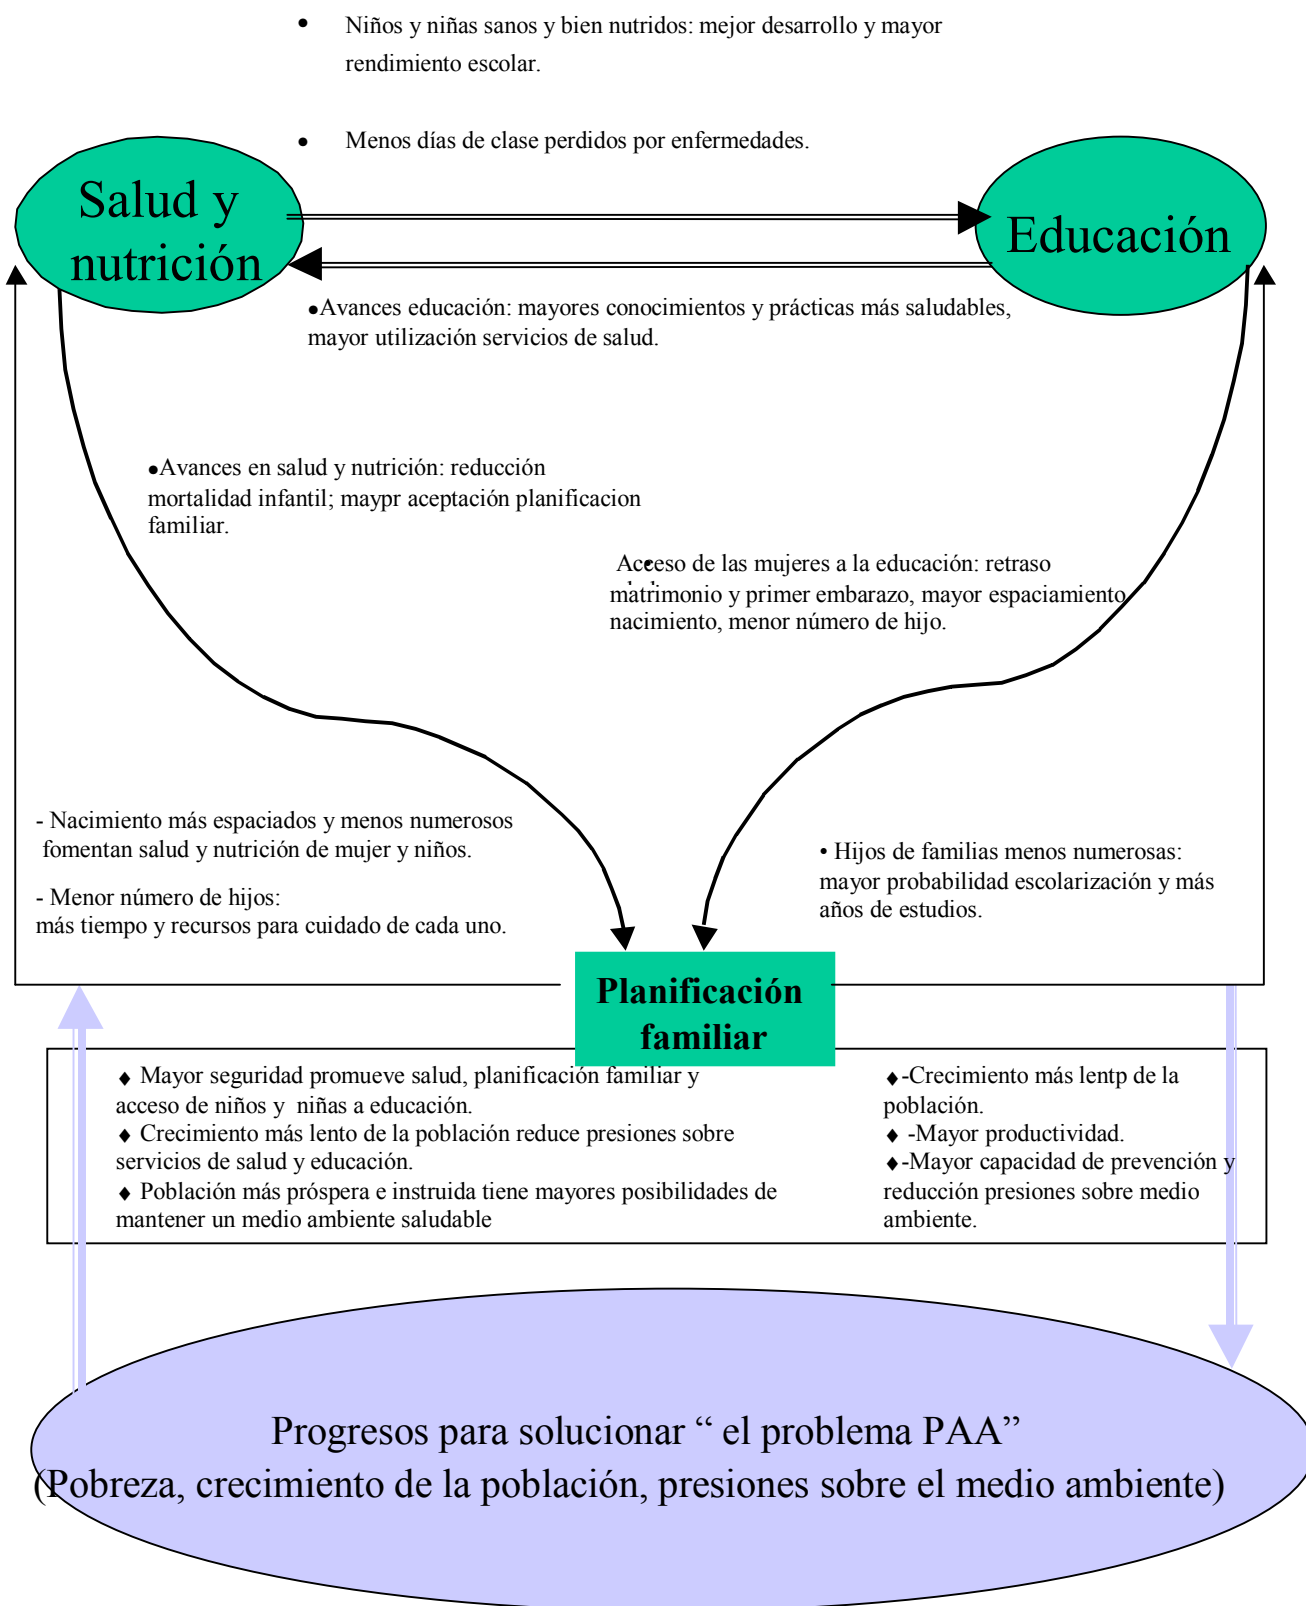 • Niños y niñas sanos y bien nutridos: mejor desarrollo y mayor
rendimiento escolar.
• Menos días de clase perdidos por enfermedades.
Salud y
nutrición
Educación
•Avances educación: mayores conocimientos y prácticas más saludables,
mayor utilización servicios de salud.
•Avances en salud y nutrición: reducción
mortalidad infantil; maypr aceptación planificacion
familiar.
• Acceso de las mujeres a la educación: retraso
matrimonio y primer embarazo, mayor espaciamiento
nacimiento, menor número de hijo.
- Nacimiento más espaciados y menos numerosos
fomentan salud y nutrición de mujer y niños.
- Menor número de hijos:
más tiempo y recursos para cuidado de cada uno.
• Hijos de familias menos numerosas:
mayor probabilidad escolarización y más
años de estudios.
Planificación
familiar
♦ Mayor seguridad promueve salud, planificación familiar y
acceso de niños y niñas a educación.
♦ Crecimiento más lento de la población reduce presiones sobre
servicios de salud y educación.
♦ Población más próspera e instruida tiene mayores posibilidades de
mantener un medio ambiente saludable
♦-Crecimiento más lentp de la
población.
♦ -Mayor productividad.
♦-Mayor capacidad de prevención y
reducción presiones sobre medio
ambiente.
Progresos para solucionar “ el problema PAA”
(Pobreza, crecimiento de la población, presiones sobre el medio ambiente)